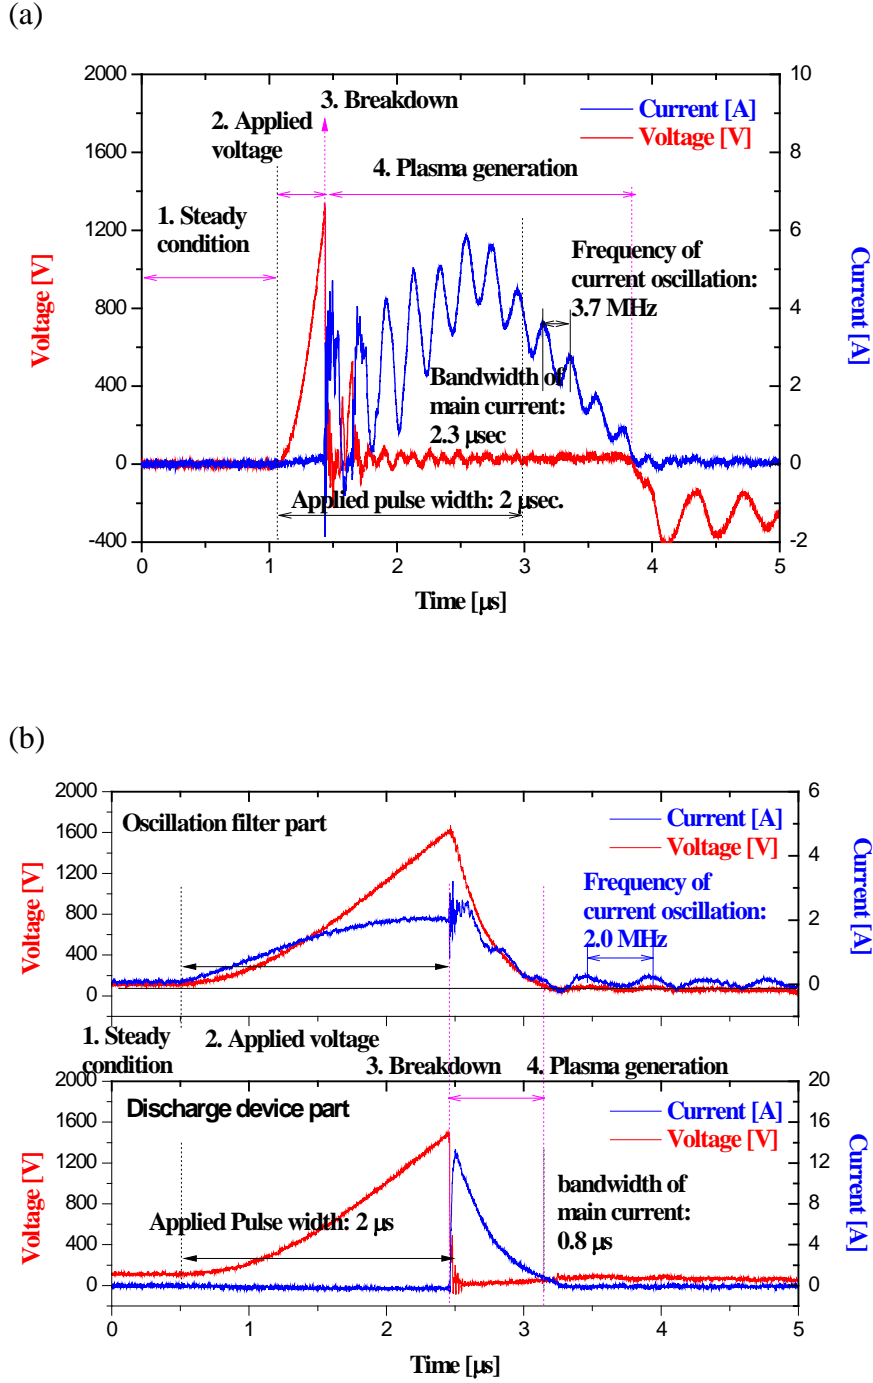 (a)
2000
1600
1200
800
400
0
-400
Voltage [V]
10
8
6
4
2
0
-2
Current [A]
Current [A]
Voltage [V]
3. Breakdown
2. Applied
voltage
4. Plasma generation
1. Steady
condition
Frequency of
current oscillation:
3.7 MHz
Bandwidth of
main current:
2.3 μsec
Applied pulse width: 2 μsec.
0 1 2 3 4 5
Time [μs]
(b)
2000
1600
1200
800
400
0
Voltage [V]
6
4
2
0
Current [A]
Oscillation filter part
Current [A]
Voltage [V]
Frequency of
current oscillation:
2.0 MHz
1. Steady
condition
2. Applied voltage
3. Breakdown
4. Plasma generation
2000
1600
1200
800
400
0
Voltage [V]
20
16
12
8
4
0
Current [A]
Discharge device part
Current [A]
Voltage [V]
Applied Pulse width: 2 μs
bandwidth of
main current:
0.8 μs
0 1 2 3 4 5
Time [μs]